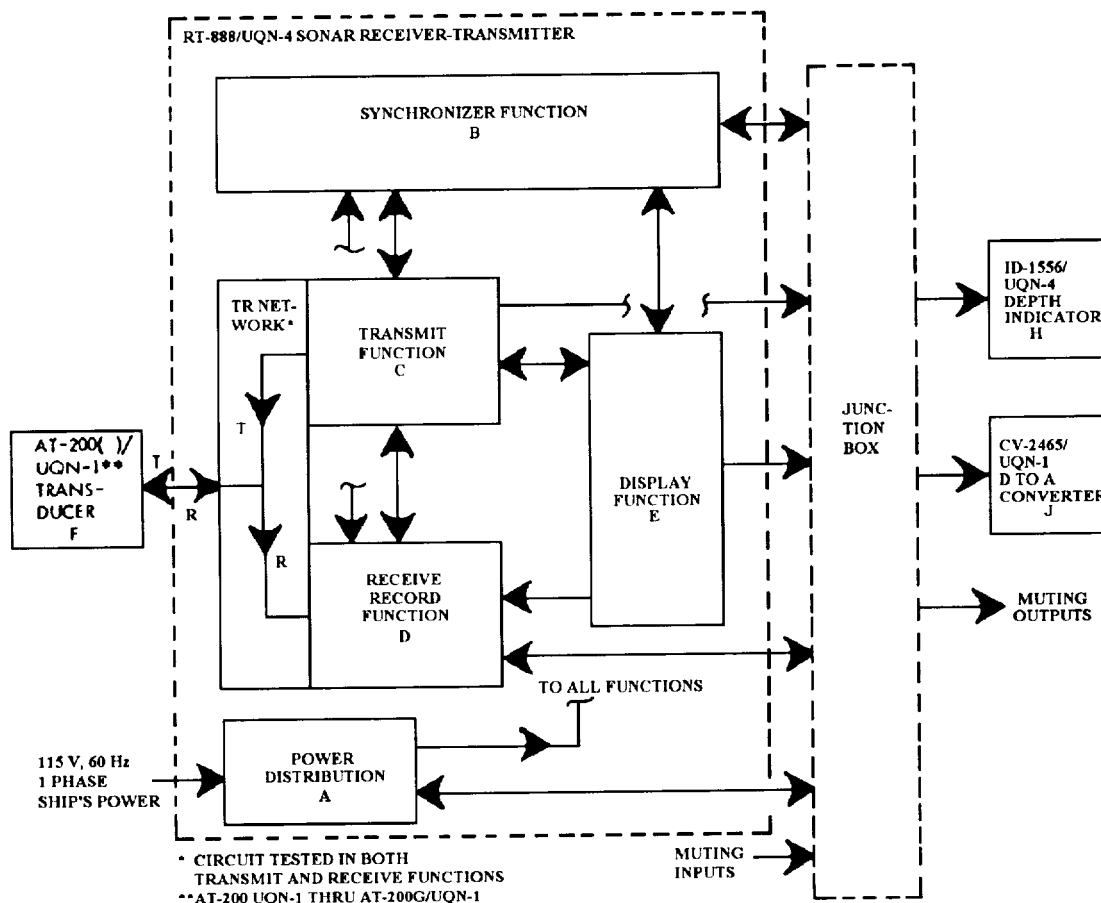 RT-888/UQN-4 SONAR RECEIVER-TRANSMITTER
SYNCHRONIZER FUNCTION
B
TR NET-
WORK*
TRANSMIT
FUNCTION
C
T
R
AT-200( )/
UQN-1**
TRANS-
DUCER
F
T
R
RECEIVE
RECORD
FUNCTION
D
DISPLAY
FUNCTION
E
JUNC-
TION
BOX
ID-1556/
UQN-4
DEPTH
INDICATOR
H
CV-2465/
UQN-1
D TO A
CONVERTER
J
MUTING
OUTPUTS
TO ALL FUNCTIONS
115 V, 60 Hz
1 PHASE
SHIP'S POWER
POWER
DISTRIBUTION
A
MUTING
INPUTS
* CIRCUIT TESTED IN BOTH
TRANSMIT AND RECEIVE FUNCTIONS
**AT-200 UQN-1 THRU AT-200G/UQN-1